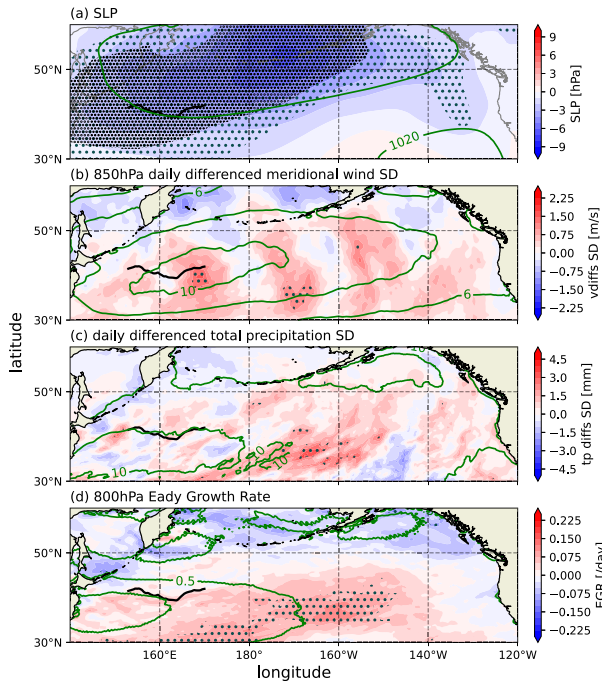 (a) SLP
50°N
30°N
1020
9
6
3
0
−3
−6
−9
SLP [hPa]
(b) 850hPa daily differenced meridional wind SD
50°N
30°N
6
10
6
2.25
1.50
0.75
0.00
−0.75
−1.50
−2.25
vdiffs SD [m/s]
latitude
(c) daily differenced total precipitation SD
50°N
30°N
10
10
10
10
4.5
3.0
1.5
0.0
−1.5
−3.0
−4.5
tp diffs SD [mm]
(d) 800hPa Eady Growth Rate
50°N
30°N
0.5
0.225
0.150
0.075
0.000
−0.075
−0.150
−0.225
EGR [/day]
160°E
180°
160°W
140°W
120°W
longitude